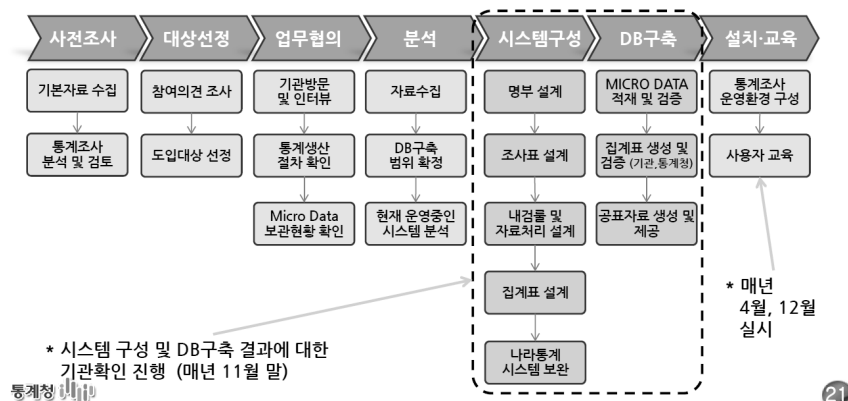 사전조사
대상선정
업무협의
분석
시스템구성
DB구축
설치·교육
기본자료 수집
통계조사
분석 및 검토
참여의견 조사
도입대상 선정
기관방문
및 인터뷰
통계생산
절차 확인
Micro Data
보관현황 확인
자료수집
DB구축
범위 확정
현재 운영중인
시스템 분석
명부 설계
조사표 설계
내검룰 및
자료처리 설계
집계표 설계
나라통계
시스템 보완
MICRO DATA
적재 및 검증
집계표 생성 및
검증 (기관,통계청)
공표자료 생성 및
제공
통계조사
운영환경 구성
사용자 교육
* 매년
4월, 12월
실시
* 시스템 구성 및 DB구축 결과에 대한
기관확인 진행 (매년 11월 말)
통계청
21